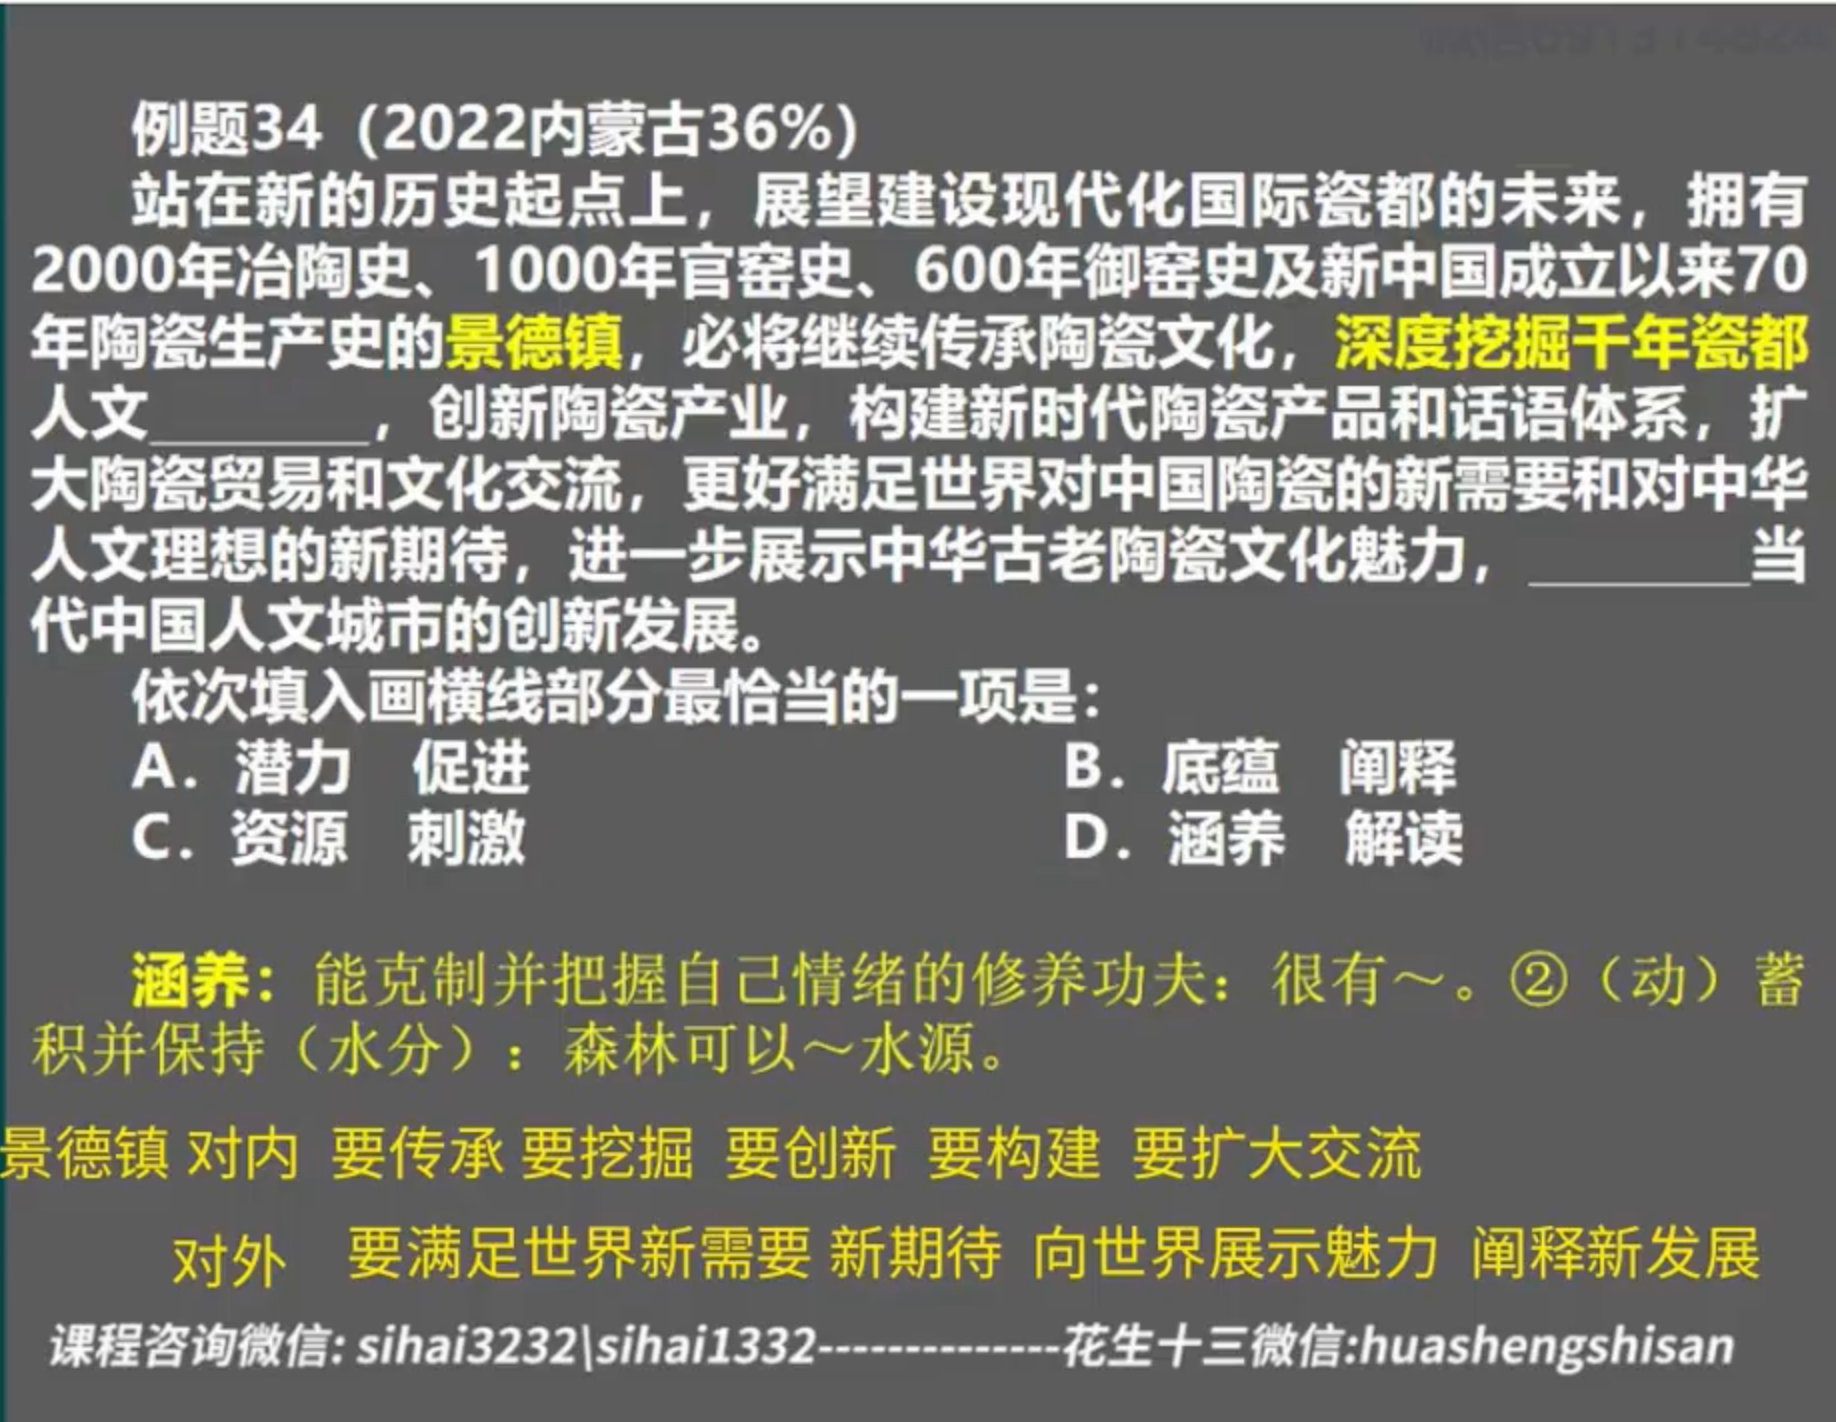 例题34（2022内蒙古36%）
站在新的历史起点上，展望建设现代化国际瓷都的未来，拥有
2000年冶陶史、1000年官窑史、600年御窑史及新中国成立以来70
年陶瓷生产史的景德镇，必将继续传承陶瓷文化，深度挖掘千年瓷都
人文________，创新陶瓷产业，构建新时代陶瓷产品和话语体系，扩
大陶瓷贸易和文化交流，更好满足世界对中国陶瓷的新需要和对中华
人文理想的新期待，进一步展示中华古老陶瓷文化魅力，________当
代中国人文城市的创新发展。
依次填入画横线部分最恰当的一项是：
A．潜力 促进 B．底蕴 阐释
C．资源 刺激 D．涵养 解读
涵养：能克制并把握自己情绪的修养功夫：很有～。②（动）蓄
积并保持（水分）：森林可以～水源。
景德镇 对内 要传承 要挖掘 要创新 要构建 要扩大交流
对外 要满足世界新需要 新期待 向世界展示魅力 阐释新发展
课程咨询微信: sihai3232\sihai1332--------------花生十三微信:huashengshisan